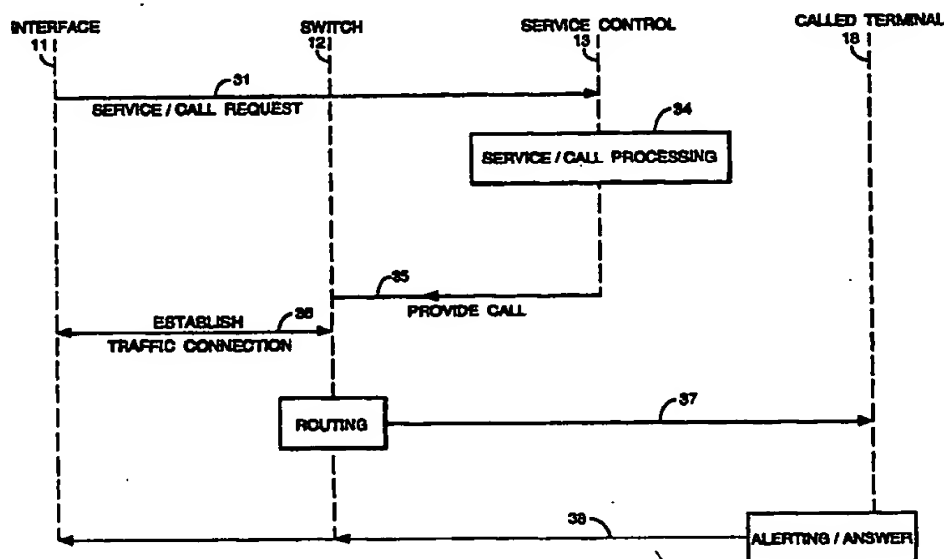 INTERFACE SWITCH SERVICE CONTROL CALLED TERMINAL
11 12 13 18
31
SERVICE / CALL REQUEST
34
SERVICE / CALL PROCESSING
35
PROVIDE CALL
ESTABLISH 36
TRAFFIC CONNECTION
37
ROUTING
38
ALERTING / ANSWER